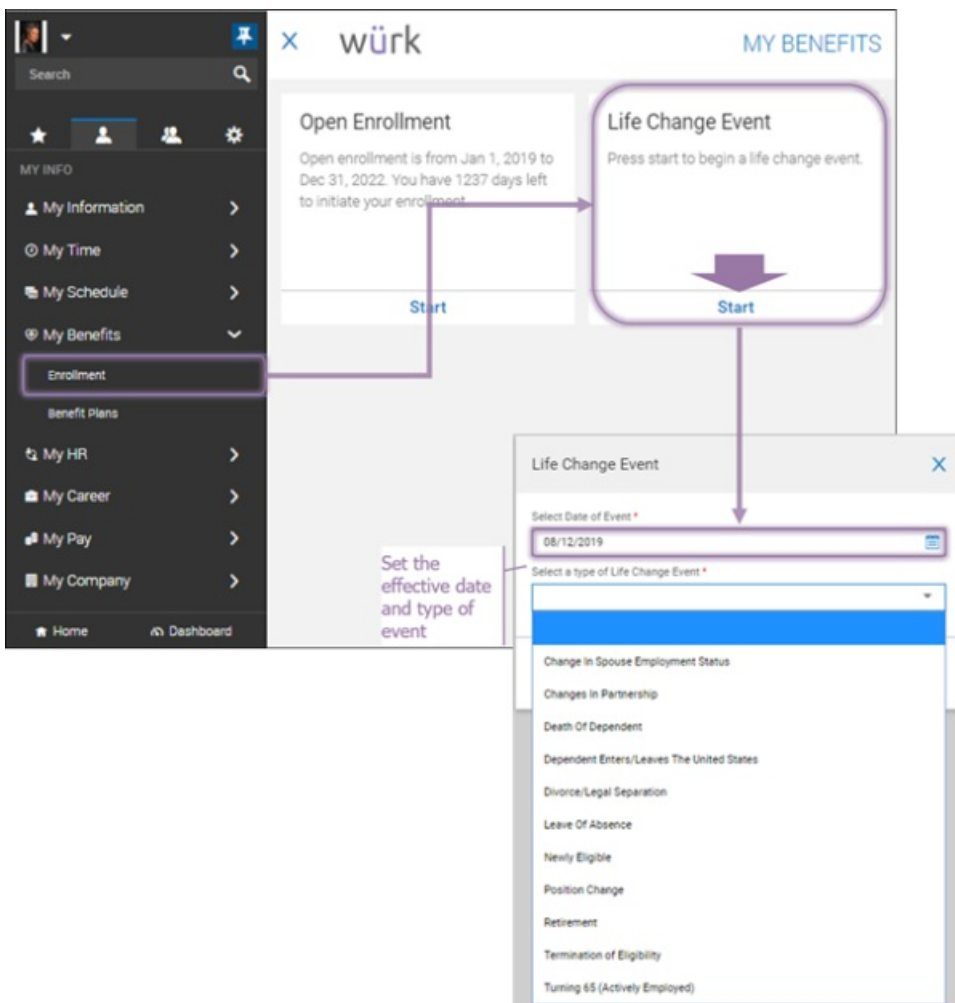 Search
MY INFO
My Information
My Time
My Schedule
My Benefits
Enrollment
Benefit Plans
My HR
My Career
My Pay
My Company
Home
Dashboard
würk
MY BENEFITS
Open Enrollment
Open enrollment is from Jan 1, 2019 to
Dec 31, 2022. You have 1237 days left
to initiate your enrollment.
Start
Life Change Event
Press start to begin a life change event.
Start
Set the
effective date
and type of
event
Life Change Event
Select Date of Event *
08/12/2019
Select a type of Life Change Event *
Change In Spouse Employment Status
Changes In Partnership
Death Of Dependent
Dependent Enters/Leaves The United States
Divorce/Legal Separation
Leave Of Absence
Newly Eligible
Position Change
Retirement
Termination of Eligibility
Turning 65 (Actively Employed)